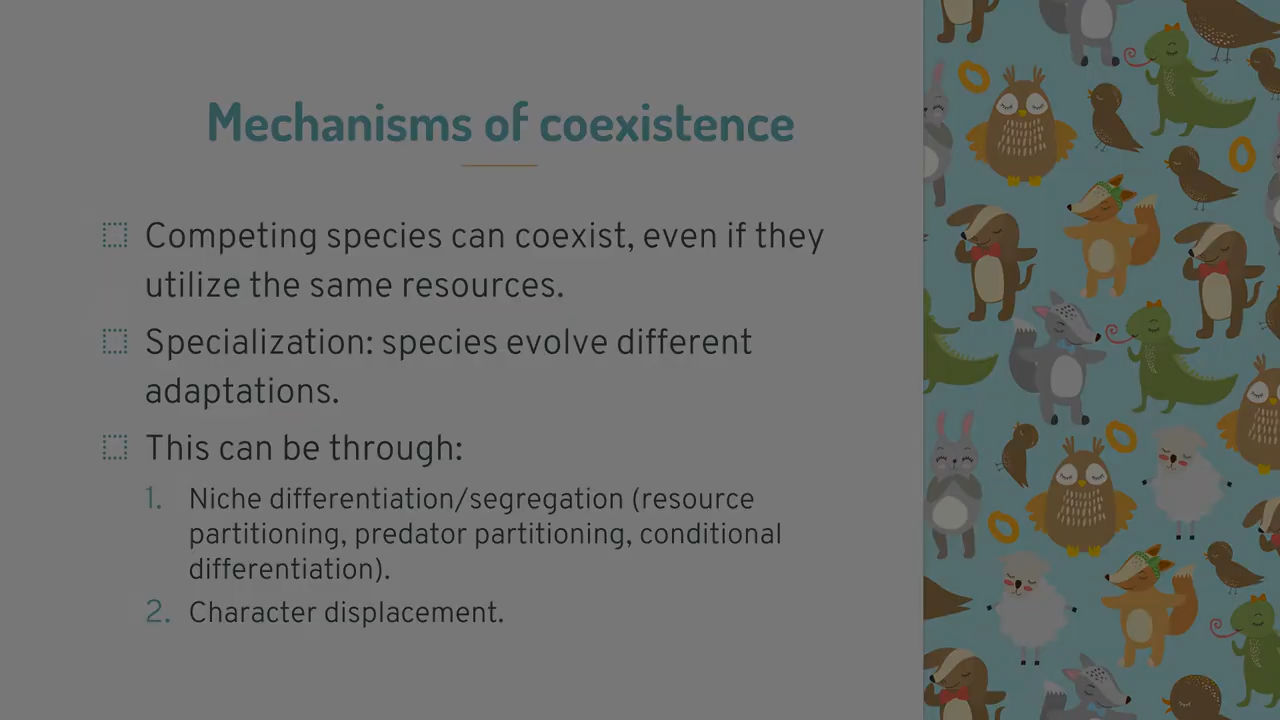 Mechanisms of coexistence
Competing species can coexist, even if they
utilize the same resources.
Specialization: species evolve different
adaptations.
This can be through:
1. Niche differentiation/segregation (resource
partitioning, predator partitioning, conditional
differentiation).
2. Character displacement.